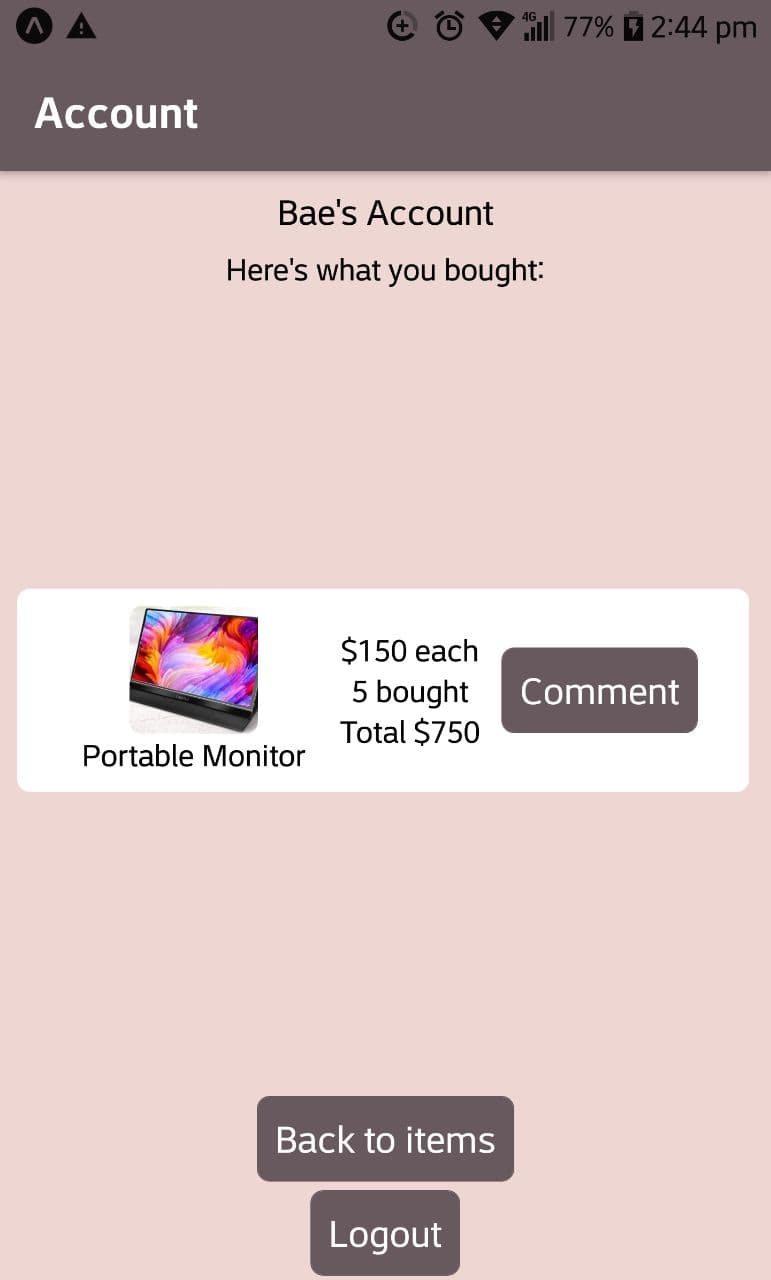 4G 77% 2:44 pm
Account
Bae's Account
Here's what you bought:
$150 each
5 bought
Total $750
Portable Monitor
Comment
Back to items
Logout